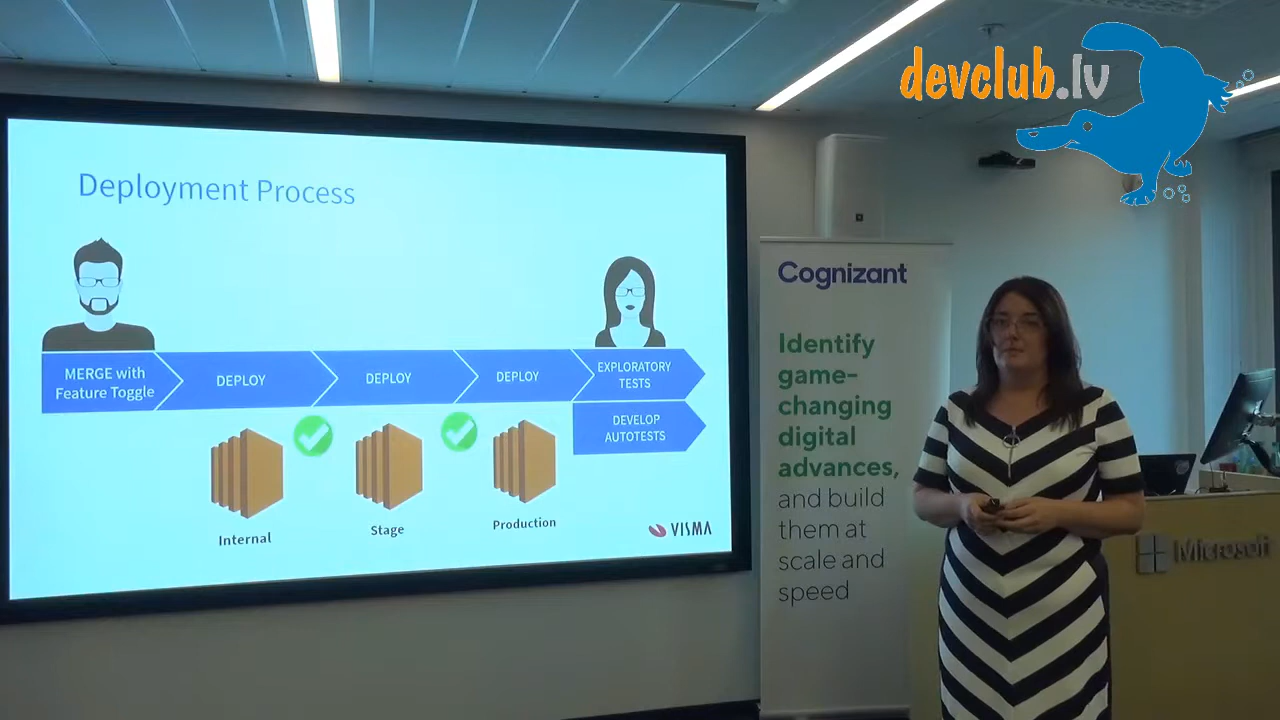 devclub.lv
Deployment Process
MERGE with
Feature Toggle
DEPLOY
DEPLOY
DEPLOY
EXPLORATORY
TESTS
DEVELOP
AUTOTESTS
Internal
Stage
Production
VISMA
Cognizant
Identify
game-
changing
digital
advances,
and build
them at
scale and
speed
Microsoft